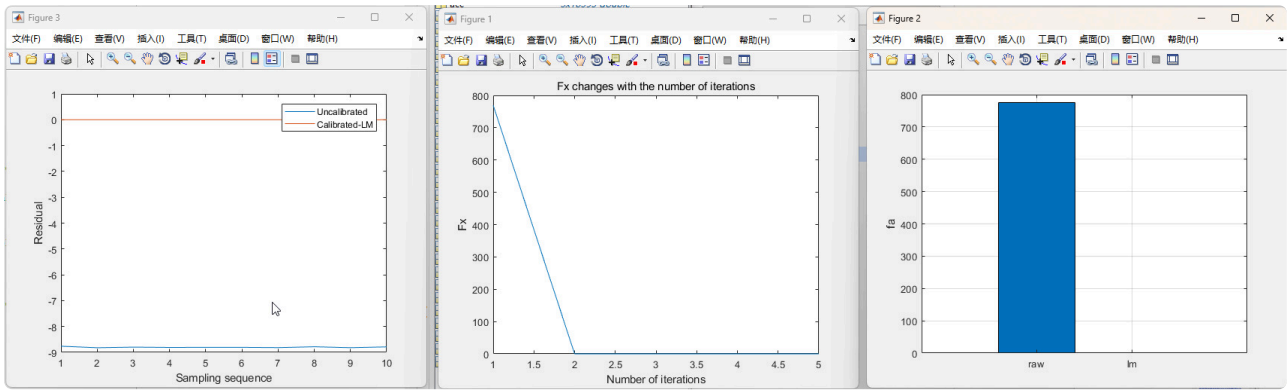 Figure 3
文件(F) 编辑(E) 查看(V) 插入(I) 工具(T) 桌面(D) 窗口(W) 帮助(H)
1
0
-1
-2
-3
-4
-5
-6
-7
-8
-9
Residual
Uncalibrated
Calibrated-LM
1 2 3 4 5 6 7 8 9 10
Sampling sequence
Figure 1
文件(F) 编辑(E) 查看(V) 插入(I) 工具(T) 桌面(D) 窗口(W) 帮助(H)
Fx changes with the number of iterations
800
700
600
500
400
300
200
100
0
Fx
1 1.5 2 2.5 3 3.5 4 4.5 5
Number of iterations
Figure 2
文件(F) 编辑(E) 查看(V) 插入(I) 工具(T) 桌面(D) 窗口(W) 帮助(H)
800
700
600
500
400
300
200
100
0
fa
raw lm